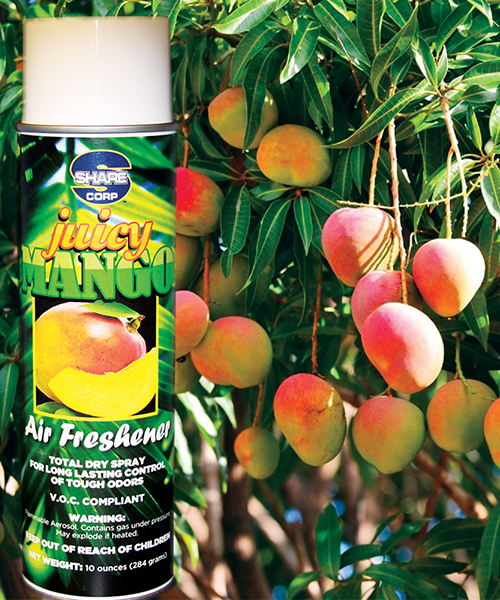 SHARE
CORP
juicy
MANGO
Air Freshener
TOTAL DRY SPRAY
FOR LONG LASTING CONTROL
OF TOUGH ODORS
V.O.C. COMPLIANT
WARNING:
Flammable Aerosol. Contains gas under pressure.
May explode if heated.
KEEP OUT OF REACH OF CHILDREN
NET WEIGHT: 10 ounces (284 grams)